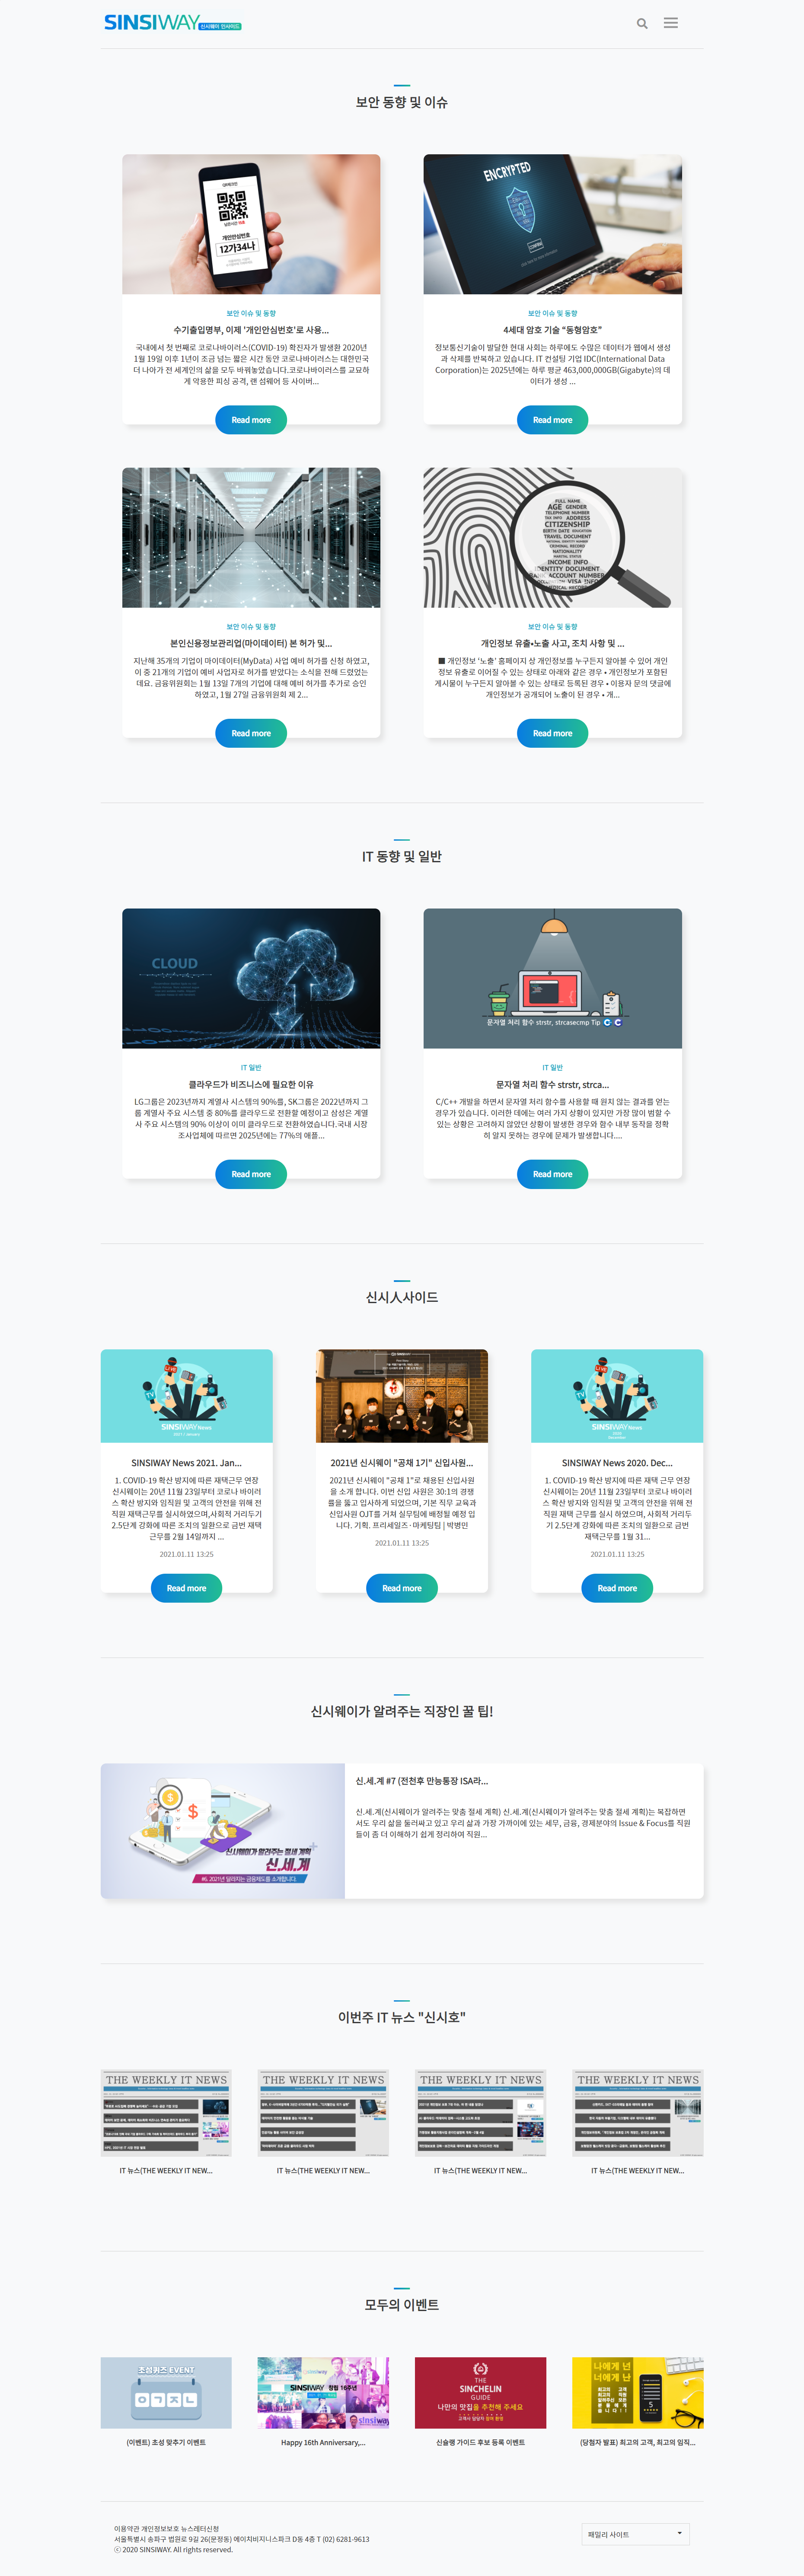 SINSIWAY 신시웨이 인사이드
보안 동향 및 이슈
QR체크인
개인안심번호
12가34나
보안 이슈 및 동향
수기출입명부, 이제 '개인안심번호'로 사용...
국내에서 첫 번째로 코로나바이러스(COVID-19) 확진자가 발생환 2020년
1월 19일 이후 1년이 조금 넘는 짧은 시간 동안 코로나바이러스는 대한민국
더 나아가 전 세계인의 삶을 모두 바꿔놓았습니다.코로나바이러스를 교묘하
게 악용한 피싱 공격, 랜 섬웨어 등 사이버...
Read more
ENCRYPTED
보안 이슈 및 동향
4세대 암호 기술 “동형암호”
정보통신기술이 발달한 현대 사회는 하루에도 수많은 데이터가 웹에서 생성
과 삭제를 반복하고 있습니다. IT 컨설팅 기업 IDC(International Data
Corporation)는 2025년에는 하루 평균 463,000,000GB(Gigabyte)의 데
이터가 생성 ...
Read more
보안 이슈 및 동향
본인신용정보관리업(마이데이터) 본 허가 및...
지난해 35개의 기업이 마이데이터(MyData) 사업 예비 허가를 신청 하였고,
이 중 21개의 기업이 예비 사업자로 허가를 받았다는 소식을 전해 드렸었는
데요. 금융위원회는 1월 13일 7개의 기업에 대해 예비 허가를 추가로 승인
하였고, 1월 27일 금융위원회 제 2...
Read more
FULL NAME
AGE GENDER
TELEPHONE NUMBER
TAX INFO ADDRESS
CITIZENSHIP
BIRTH DATE EDUCATION
TRAVEL DOCUMENT
NATIONAL IDENTITY NUMBER
CRIMINAL RECORD
NATIONALITY
MARITAL STATUS
INCOME INFO
IDENTITY DOCUMENT
BANK ACCOUNT NUMBER
VISA INFO
보안 이슈 및 동향
개인정보 유출•노출 사고, 조치 사항 및 ...
■ 개인정보 ‘노출’ 홈페이지 상 개인정보를 누구든지 알아볼 수 있어 개인
정보 유출로 이어질 수 있는 상태로 아래와 같은 경우 • 개인정보가 포함된
게시물이 누구든지 알아볼 수 있는 상태로 등록된 경우 • 이용자 문의 댓글에
개인정보가 공개되어 노출이 된 경우 • 개...
Read more
IT 동향 및 일반
CLOUD
IT 일반
클라우드가 비즈니스에 필요한 이유
LG그룹은 2023년까지 계열사 시스템의 90%를, SK그룹은 2022년까지 그
룹 계열사 주요 시스템 중 80%를 클라우드로 전환할 예정이고 삼성은 계열
사 주요 시스템의 90% 이상이 이미 클라우드로 전환하였습니다.국내 시장
조사업체에 따르면 2025년에는 77%의 애플...
Read more
문자열 처리 함수 strstr, strcasecmp Tip
IT 일반
문자열 처리 함수 strstr, strca...
C/C++ 개발을 하면서 문자열 처리 함수를 사용할 때 원치 않는 결과를 얻는
경우가 있습니다. 이러한 데에는 여러 가지 상황이 있지만 가장 많이 범할 수
있는 상황은 고려하지 않았던 상황이 발생한 경우와 함수 내부 동작을 정확
히 알지 못하는 경우에 문제가 발생합니다....
Read more
신시人사이드
LIVE
TV
SINSIWAY News
2021 / January
SINSIWAY News 2021. Jan...
1. COVID-19 확산 방지에 따른 재택근무 연장
신시웨이는 20년 11월 23일부터 코로나 바이러
스 확산 방지와 임직원 및 고객의 안전을 위해 전
직원 재택근무를 실시하였으며,사회적 거리두기
2.5단계 강화에 따른 조치의 일환으로 금번 재택
근무를 2월 14일까지 ...
2021.01.11 13:25
Read more
SINSIWAY
2021년 신시웨이 "공채 1기" 신입사원...
2021년 신시웨이 "공채 1"로 채용된 신입사원
을 소개 합니다. 이번 신입 사원은 30:1의 경쟁
률을 뚫고 입사하게 되었으며, 기본 직무 교육과
신입사원 OJT를 거쳐 실무팀에 배정될 예정 입
니다. 기획. 프리세일즈·마케팅팀 | 박병민
2021.01.11 13:25
Read more
LIVE
TV
SINSIWAY News
2020
December
SINSIWAY News 2020. Dec...
1. COVID-19 확산 방지에 따른 재택 근무 연장
신시웨이는 20년 11월 23일부터 코로나 바이러
스 확산 방지와 임직원 및 고객의 안전을 위해 전
직원 재택근무를 실시하였으며, 사회적 거리두
기 2.5단계 강화에 따른 조치의 일환으로 금번
재택근무를 1월 31...
2021.01.11 13:25
Read more
신시웨이가 알려주는 직장인 꿀 팁!
신시웨이가 알려주는 절세 계획
신.세.계
#6. 2021년 달라지는 금융제도를 소개합니다.
신.세.계 #7 (전천후 만능통장 ISA라...
신.세.계(신시웨이가 알려주는 맞춤 절세 계획) 신.세.계(신시웨이가 알려주는 맞춤 절세 계획)는 복잡하면
서도 우리 삶을 둘러싸고 있고 우리 삶과 가장 가까이에 있는 세무, 금융, 경제분야의 Issue & Focus를 직원
들이 좀 더 이해하기 쉽게 정리하여 직원...
이번주 IT 뉴스 "신시호"
THE WEEKLY IT NEWS
THE WEEKLY IT NEWS
THE WEEKLY IT NEWS
THE WEEKLY IT NEWS
IT 뉴스(THE WEEKLY IT NEW...
IT 뉴스(THE WEEKLY IT NEW...
IT 뉴스(THE WEEKLY IT NEW...
IT 뉴스(THE WEEKLY IT NEW...
모두의 이벤트
초성퀴즈 EVENT
ㅇㄱㅈㄴ
(이벤트) 초성 맞추기 이벤트
SINSIWAY 창립 16주년
Happy 16th Anniversary,...
THE
SINCHELIN
GUIDE
나만의 맛집을 추천해 주세요
신슐랭 가이드 후보 등록 이벤트
나에게 넌
너에게 난
(당첨자 발표) 최고의 고객, 최고의 임직...
이용약관 개인정보보호 뉴스레터신청
서울특별시 송파구 법원로 9길 26(문정동) 에이치비지니스파크 D동 4층 T (02) 6281-9613
ⓒ 2020 SINSIWAY. All rights reserved.
패밀리 사이트